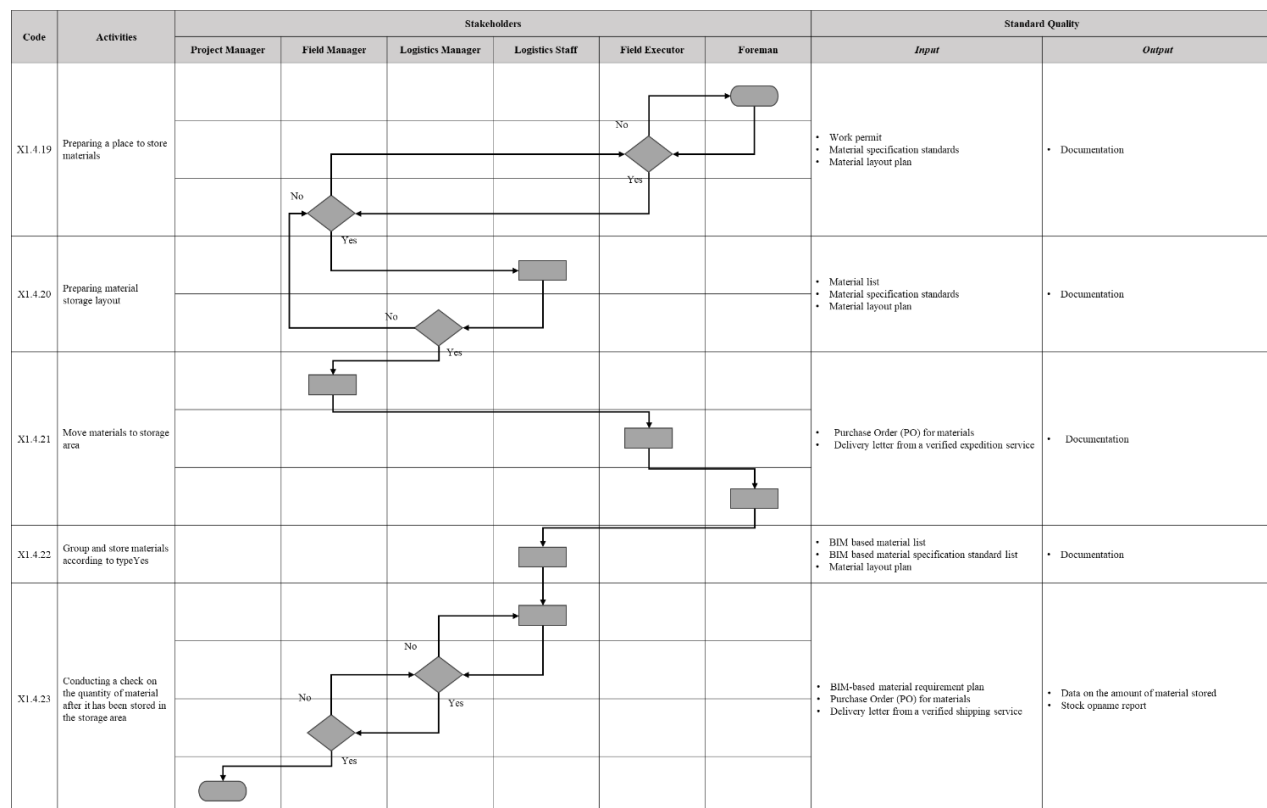 Code
Activities
Stakeholders
Standard Quality
Project Manager
Field Manager
Logistics Manager
Logistics Staff
Field Executor
Foreman
Input
Output
X1.4.19
Preparing a place to store
materials
No
Yes
No
Yes
• Work permit
• Material specification standards
• Material layout plan
• Documentation
X1.4.20
Preparing material
storage layout
No
Yes
• Material list
• Material specification standards
• Material layout plan
• Documentation
X1.4.21
Move materials to storage
area
• Purchase Order (PO) for materials
• Delivery letter from a verified expedition service
• Documentation
X1.4.22
Group and store materials
according to typeYes
• BIM based material list
• BIM based material specification standard list
• Material layout plan
• Documentation
X1.4.23
Conducting a check on
the quantity of material
after it has been stored in
the storage area
No
Yes
No
Yes
• BIM-based material requirement plan
• Purchase Order (PO) for materials
• Delivery letter from a verified shipping service
• Data on the amount of material stored
• Stock opname report